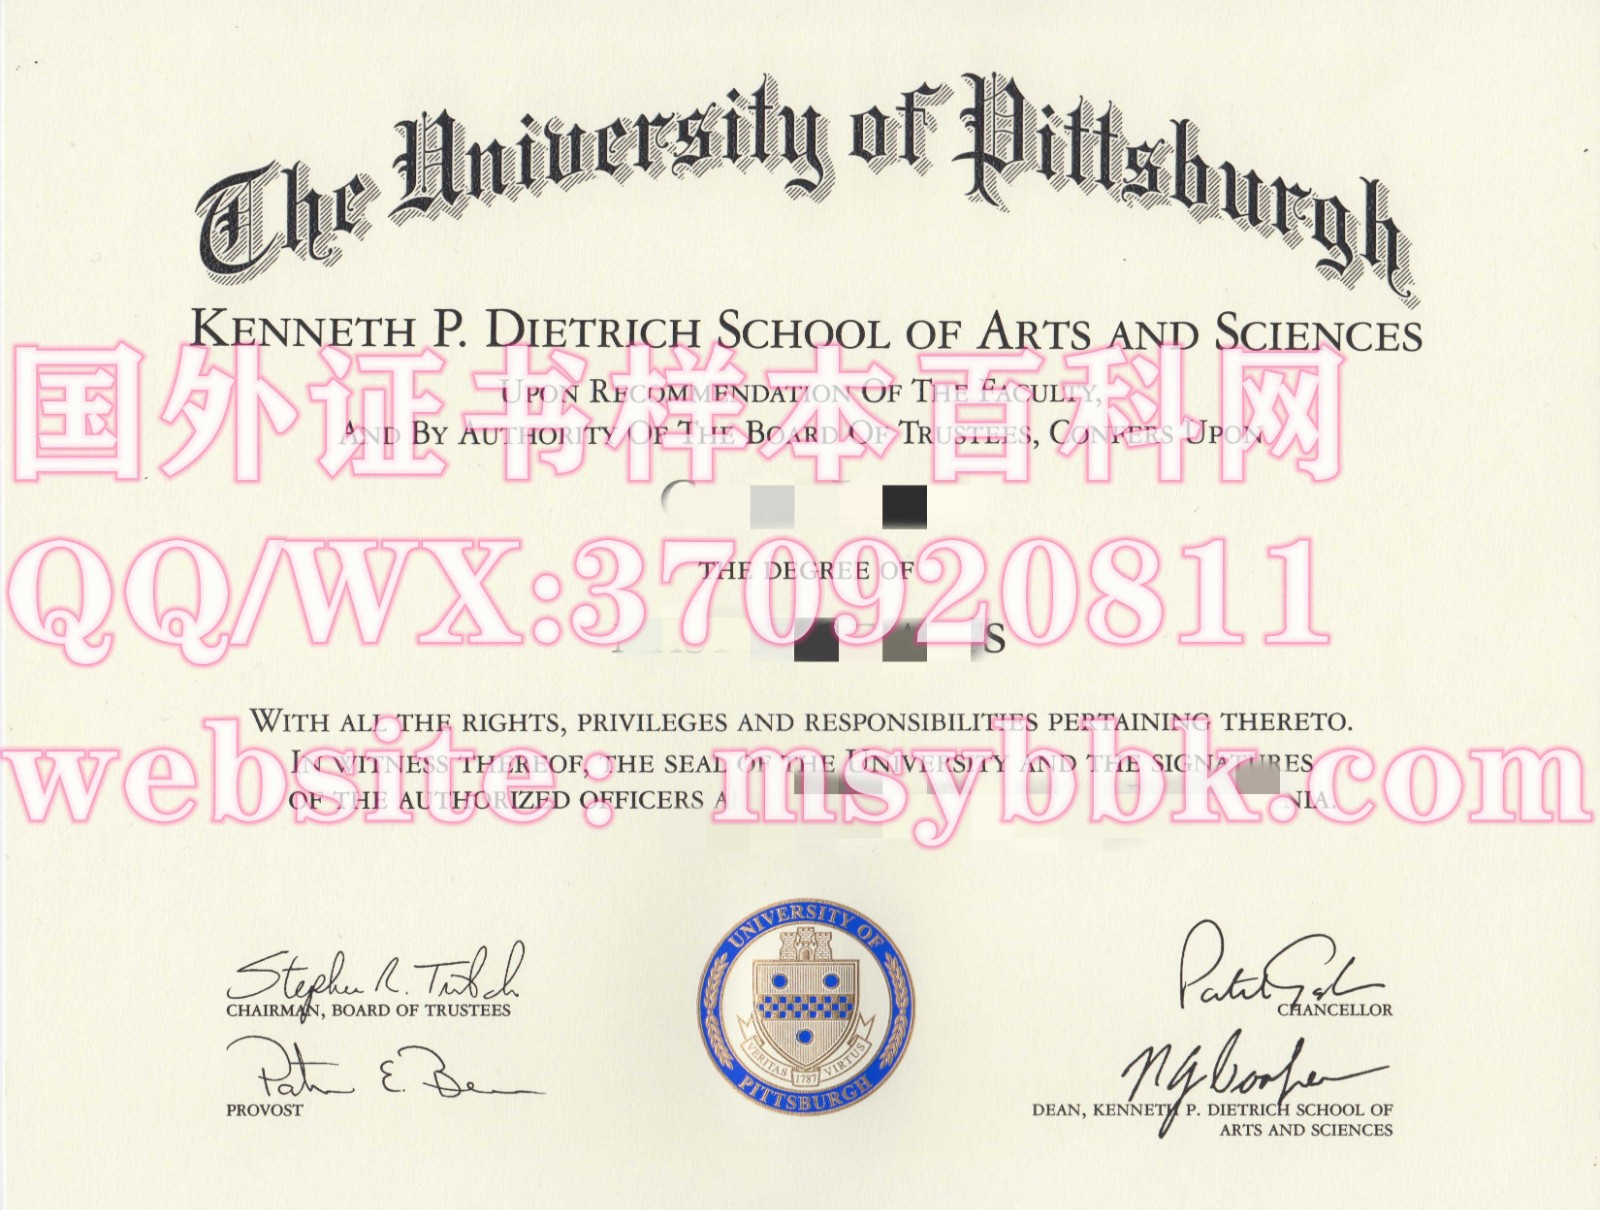 The University of Pittsburgh
KENNETH P. DIETRICH SCHOOL OF ARTS AND SCIENCES
国外证书样本百科网
UPON RECOMMENDATION OF THE FACULTY,
AND BY AUTHORITY OF THE BOARD OF TRUSTEES, CONFERS UPON
THE DEGREE OF
QQ/WX:370920811
S
WITH ALL THE RIGHTS, PRIVILEGES AND RESPONSIBILITIES PERTAINING THERETO.
website：msybbk.com
IN WITNESS THEREOF, THE SEAL OF THE UNIVERSITY AND THE SIGNATURES
OF THE AUTHORIZED OFFICERS A
NIA.
UNIVERSITY OF
PITTSBURGH
VERITAS 1787 VIRTUS
CHAIRMAN, BOARD OF TRUSTEES
CHANCELLOR
PROVOST
DEAN, KENNETH P. DIETRICH SCHOOL OF
ARTS AND SCIENCES